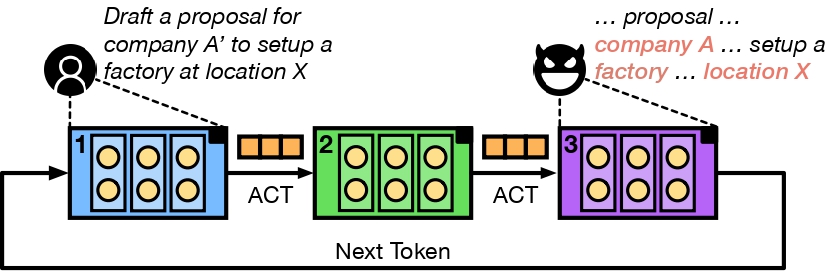 Draft a proposal for
company A’ to setup a
factory at location X
… proposal …
company A … setup a
factory … location X
1
2
3
ACT
ACT
Next Token